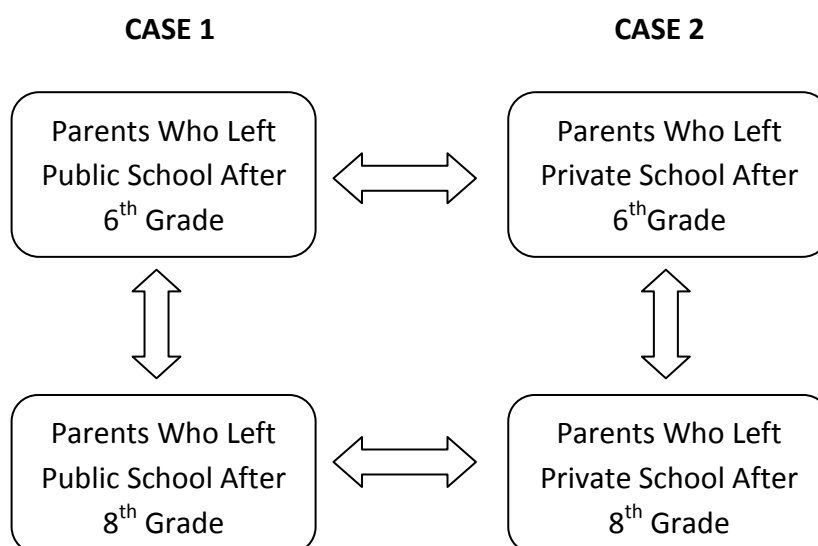 CASE 1
CASE 2
Parents Who Left
Public School After
6th Grade
Parents Who Left
Private School After
6thGrade
Parents Who Left
Public School After
8th Grade
Parents Who Left
Private School After
8th Grade